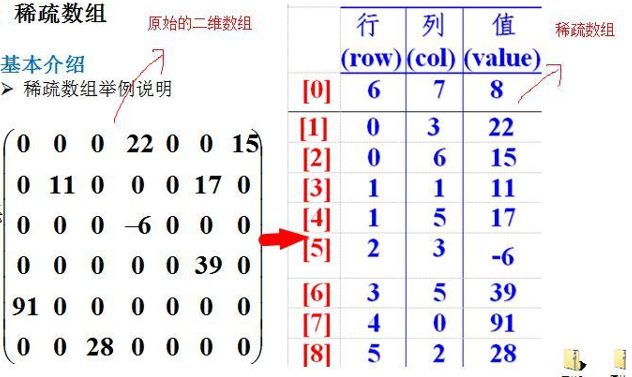 稀疏数组
原始的二维数组
基本介绍
稀疏数组举例说明
0 0 0 22 0 0 15
0 11 0 0 0 17 0
0 0 0 –6 0 0 0
0 0 0 0 0 39 0
91 0 0 0 0 0 0
0 0 28 0 0 0 0
稀疏数组
行 列 值
(row) (col) (value)
[0] 6 7 8
[1] 0 3 22
[2] 0 6 15
[3] 1 1 11
[4] 1 5 17
[5] 2 3 -6
[6] 3 5 39
[7] 4 0 91
[8] 5 2 28